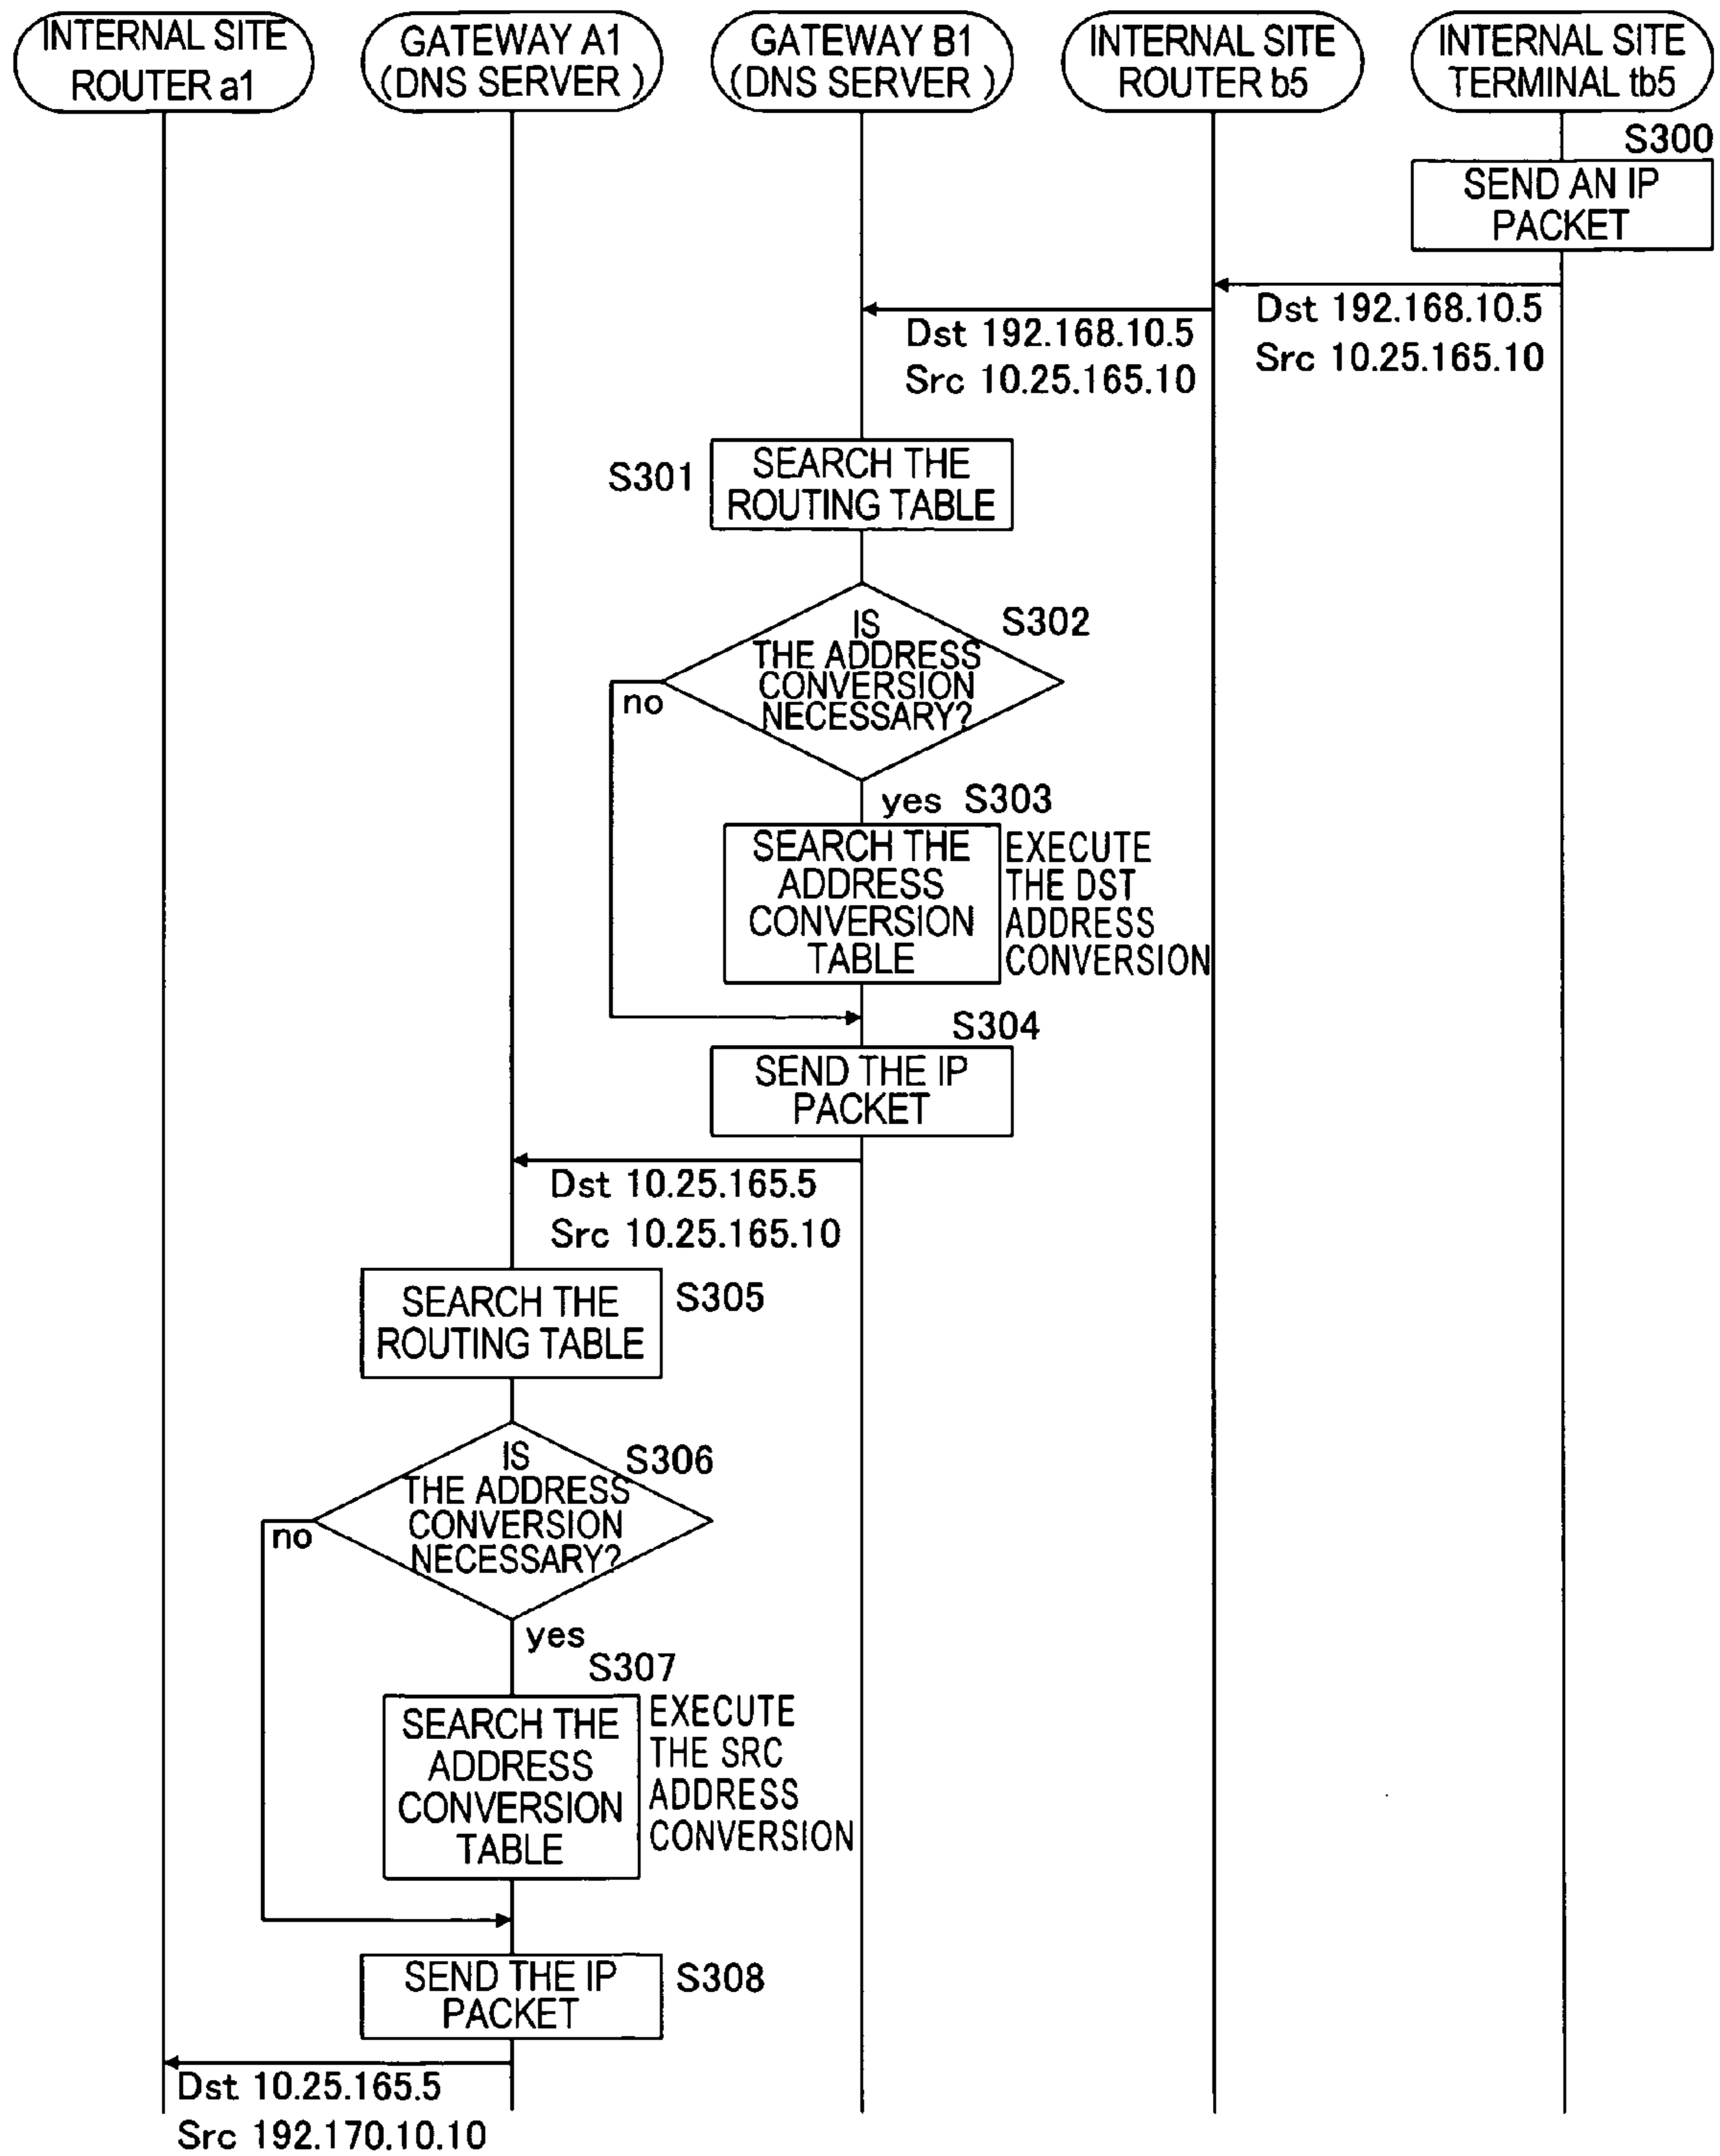 INTERNAL SITE
ROUTER a1
GATEWAY A1
(DNS SERVER )
GATEWAY B1
(DNS SERVER )
INTERNAL SITE
ROUTER b5
INTERNAL SITE
TERMINAL tb5
S300
SEND AN IP
PACKET
Dst 192.168.10.5
Src 10.25.165.10
Dst 192.168.10.5
Src 10.25.165.10
S301
SEARCH THE
ROUTING TABLE
S302
IS
THE ADDRESS
CONVERSION
NECESSARY?
no
yes
S303
SEARCH THE
ADDRESS
CONVERSION
TABLE
EXECUTE
THE DST
ADDRESS
CONVERSION
S304
SEND THE IP
PACKET
Dst 10.25.165.5
Src 10.25.165.10
SEARCH THE
ROUTING TABLE
S305
IS
THE ADDRESS
CONVERSION
NECESSARY?
S306
no
yes
S307
SEARCH THE
ADDRESS
CONVERSION
TABLE
EXECUTE
THE SRC
ADDRESS
CONVERSION
SEND THE IP
PACKET
S308
Dst 10.25.165.5
Src 192.170.10.10